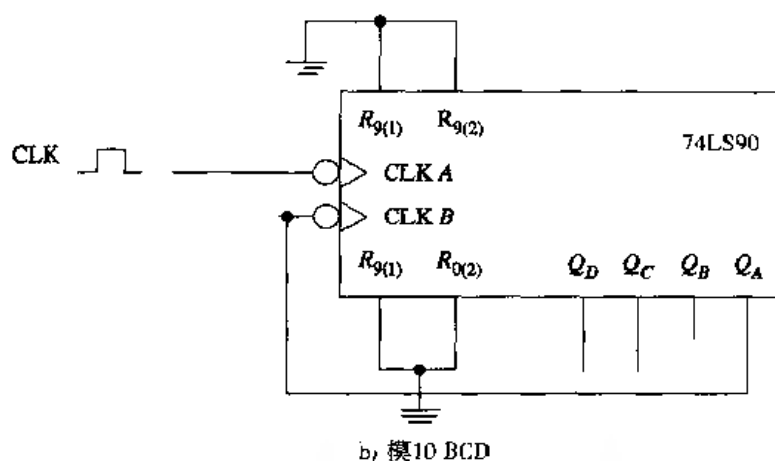 R9(1) R9(2)
74LS90
CLK
CLK A
CLK B
R9(1) R0(2)
QD QC QB QA
b) 模10 BCD